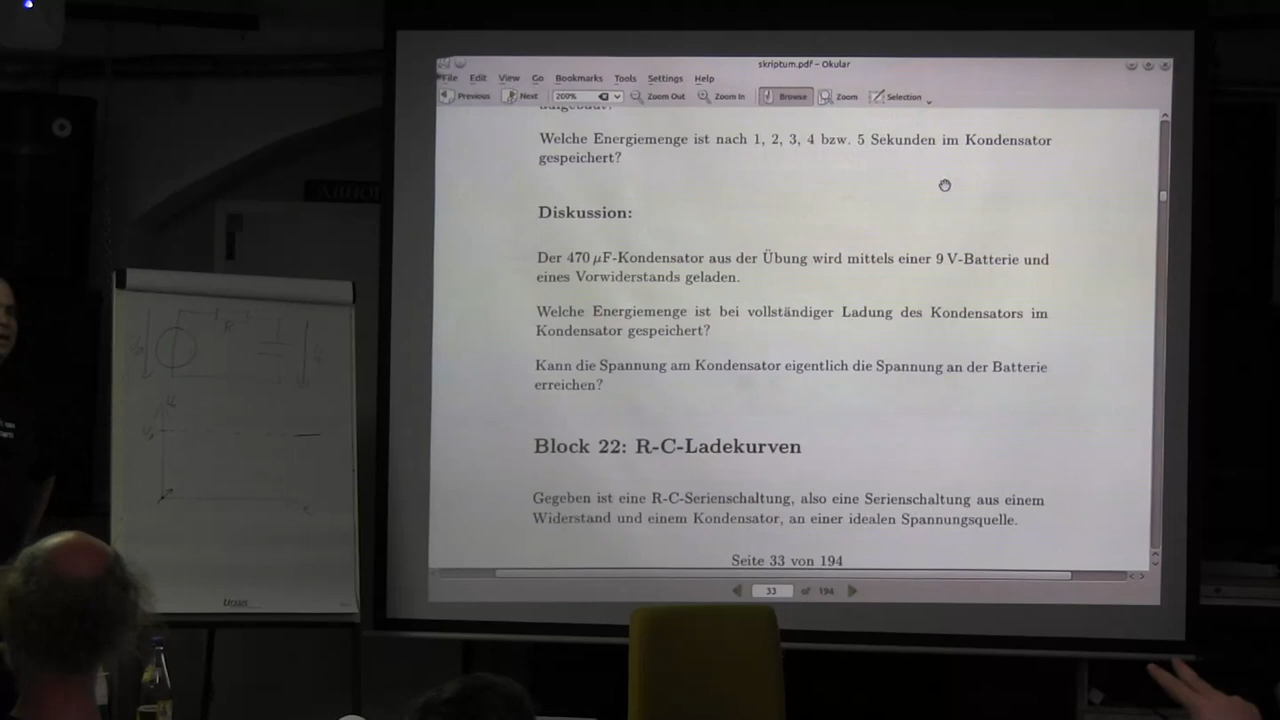 skriptum.pdf – Okular
File Edit View Go Bookmarks Tools Settings Help
Previous Next 200% Zoom Out Zoom In Browse Zoom Selection
Welche Energiemenge ist nach 1, 2, 3, 4 bzw. 5 Sekunden im Kondensator
gespeichert?
Diskussion:
Der 470 µF-Kondensator aus der Übung wird mittels einer 9 V-Batterie und
eines Vorwiderstands geladen.
Welche Energiemenge ist bei vollständiger Ladung des Kondensators im
Kondensator gespeichert?
Kann die Spannung am Kondensator eigentlich die Spannung an der Batterie
erreichen?
Block 22: R-C-Ladekurven
Gegeben ist eine R-C-Serienschaltung, also eine Serienschaltung aus einem
Widerstand und einem Kondensator, an einer idealen Spannungsquelle.
Seite 33 von 194
33 of 194
R